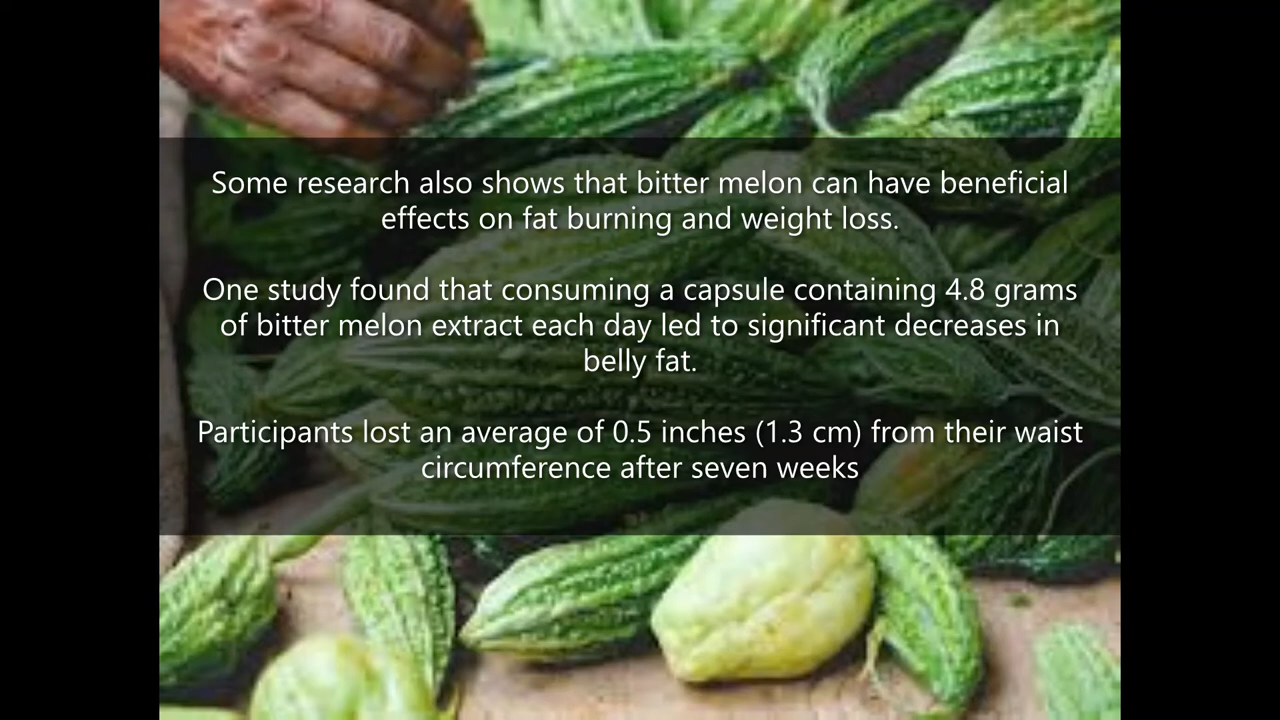 Some research also shows that bitter melon can have beneficial
effects on fat burning and weight loss.
One study found that consuming a capsule containing 4.8 grams
of bitter melon extract each day led to significant decreases in
belly fat.
Participants lost an average of 0.5 inches (1.3 cm) from their waist
circumference after seven weeks